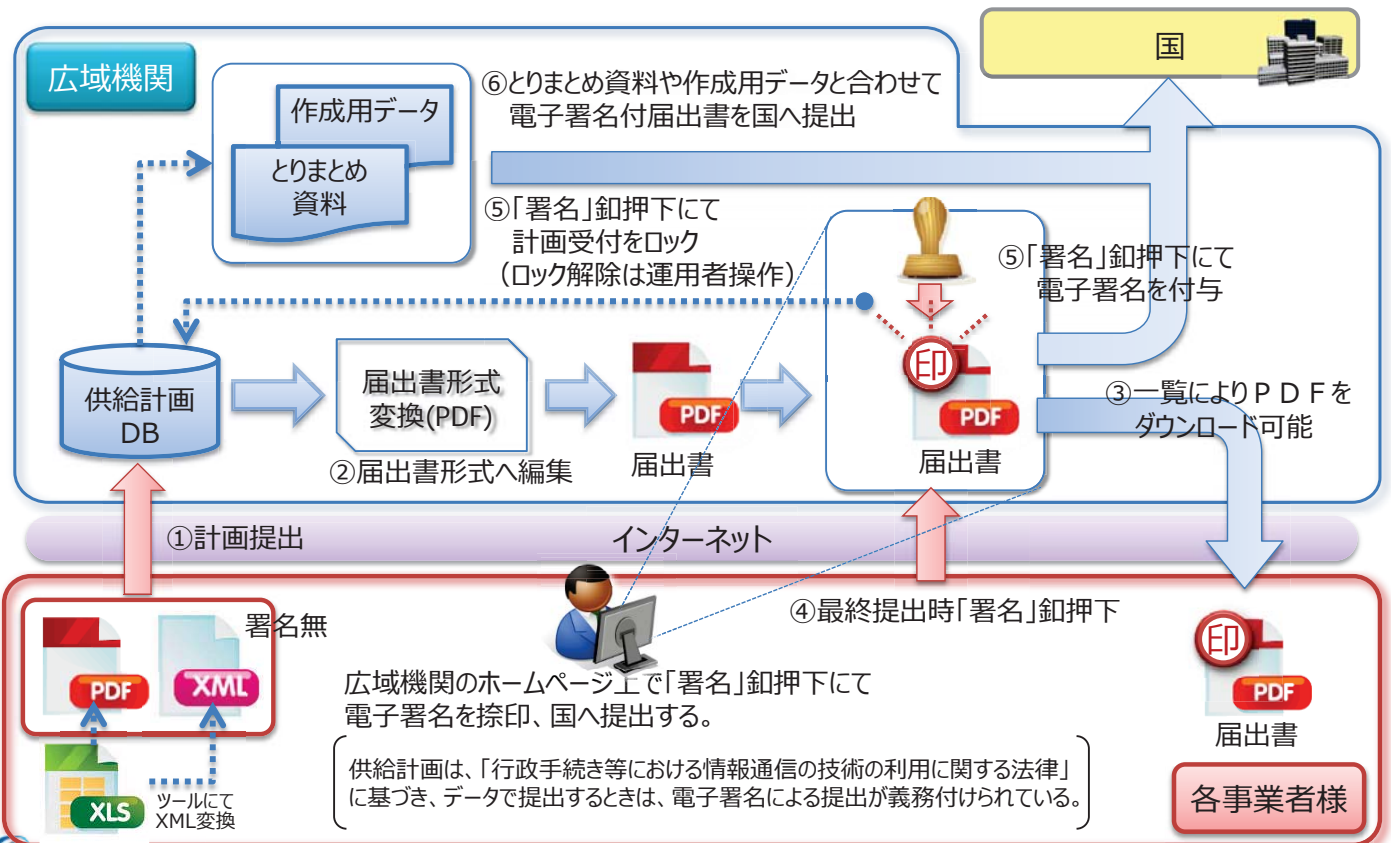 国
広域機関
作成用データ
とりまとめ
資料
⑥とりまとめ資料や作成用データと合わせて
電子署名付届出書を国へ提出
⑤「署名」釦押下にて
計画受付をロック
（ロック解除は運用者操作）
⑤「署名」釦押下にて
電子署名を付与
供給計画
DB
届出書形式
変換(PDF)
②届出書形式へ編集
PDF
届出書
印
PDF
届出書
③一覧によりＰＤＦを
ダウンロード可能
①計画提出
インターネット
④最終提出時「署名」釦押下
署名無
PDF
XML
XLS
ツールにて
XML変換
広域機関のホームページ上で「署名」釦押下にて
電子署名を捺印、国へ提出する。
供給計画は、「行政手続き等における情報通信の技術の利用に関する法律」
に基づき、データで提出するときは、電子署名による提出が義務付けられている。
印
PDF
届出書
各事業者様